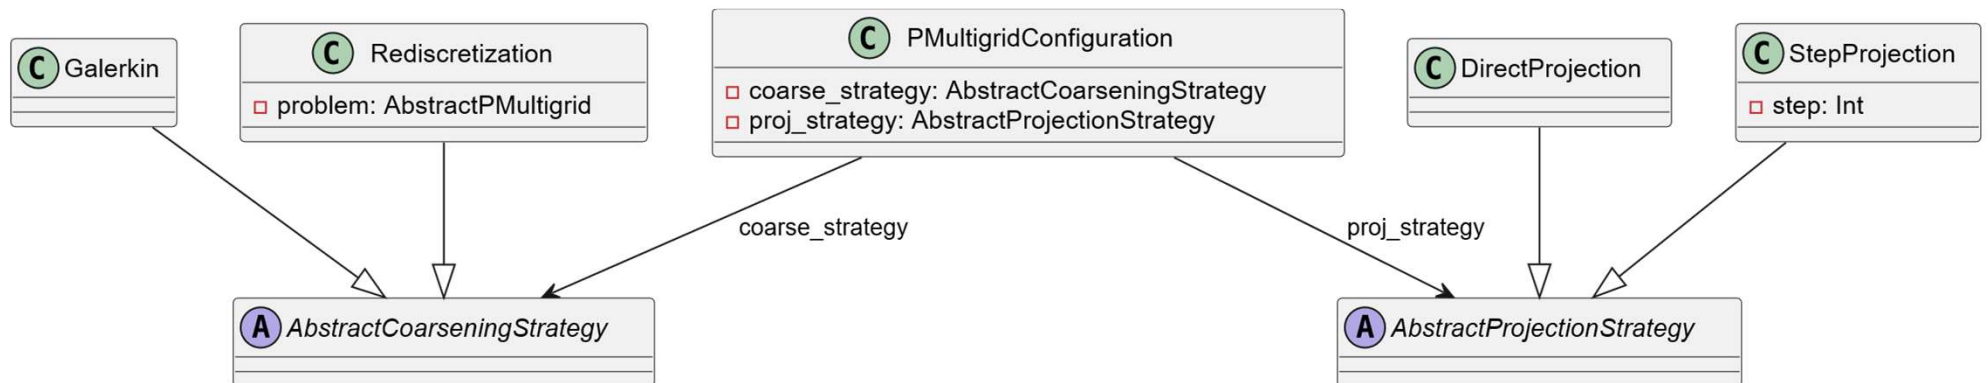 C Galerkin
C Rediscretization
problem: AbstractPMultigrid
C PMultigridConfiguration
coarse_strategy: AbstractCoarseningStrategy
proj_strategy: AbstractProjectionStrategy
C DirectProjection
C StepProjection
step: Int
coarse_strategy
proj_strategy
A AbstractCoarseningStrategy
A AbstractProjectionStrategy